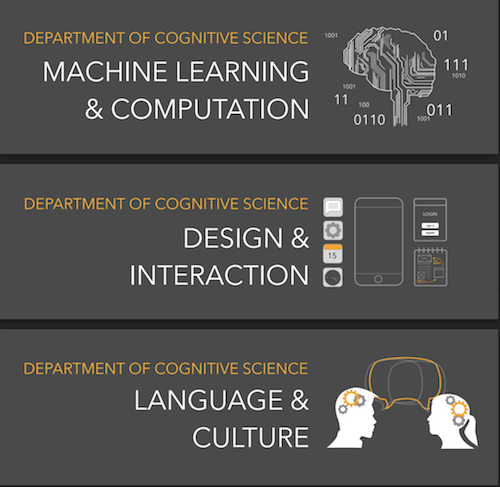 DEPARTMENT OF COGNITIVE SCIENCE
MACHINE LEARNING
& COMPUTATION
1001
01
111
1010
1001
11
100
0110
011
1001
DEPARTMENT OF COGNITIVE SCIENCE
DESIGN &
INTERACTION
15
LOGIN
DEPARTMENT OF COGNITIVE SCIENCE
LANGUAGE &
CULTURE